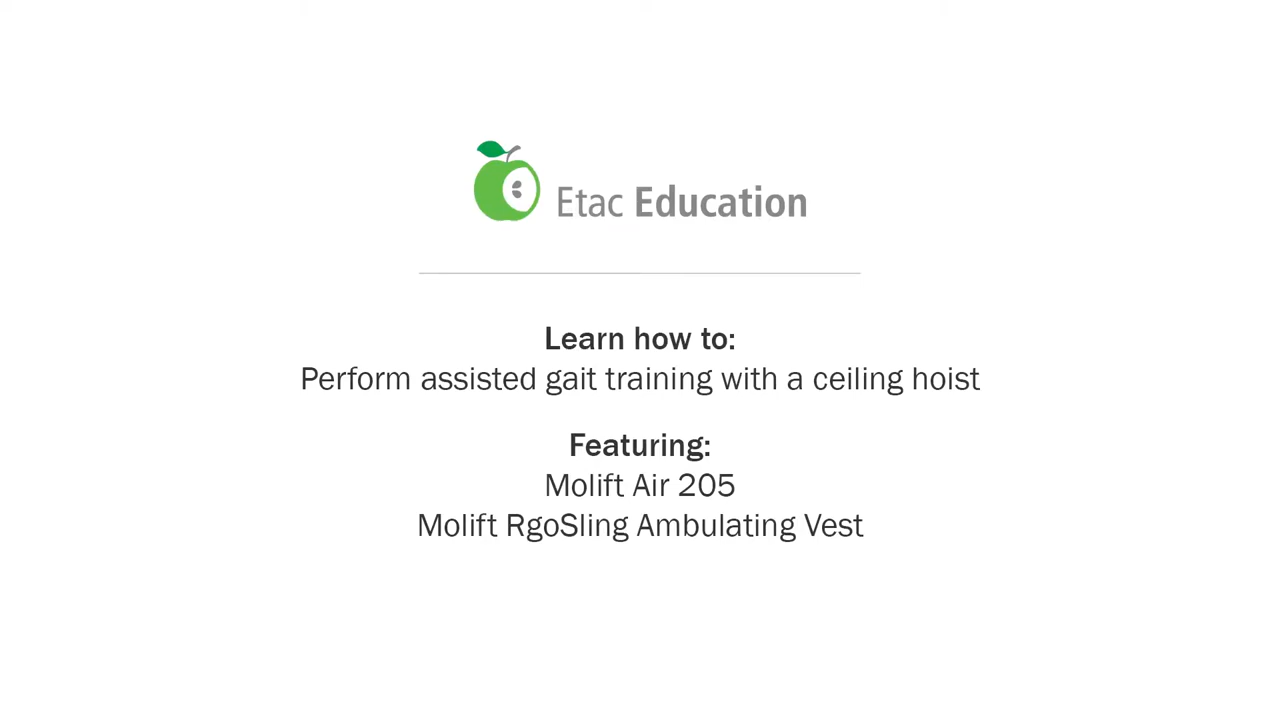 Etac Education
Learn how to:
Perform assisted gait training with a ceiling hoist
Featuring:
Molift Air 205
Molift RgoSling Ambulating Vest